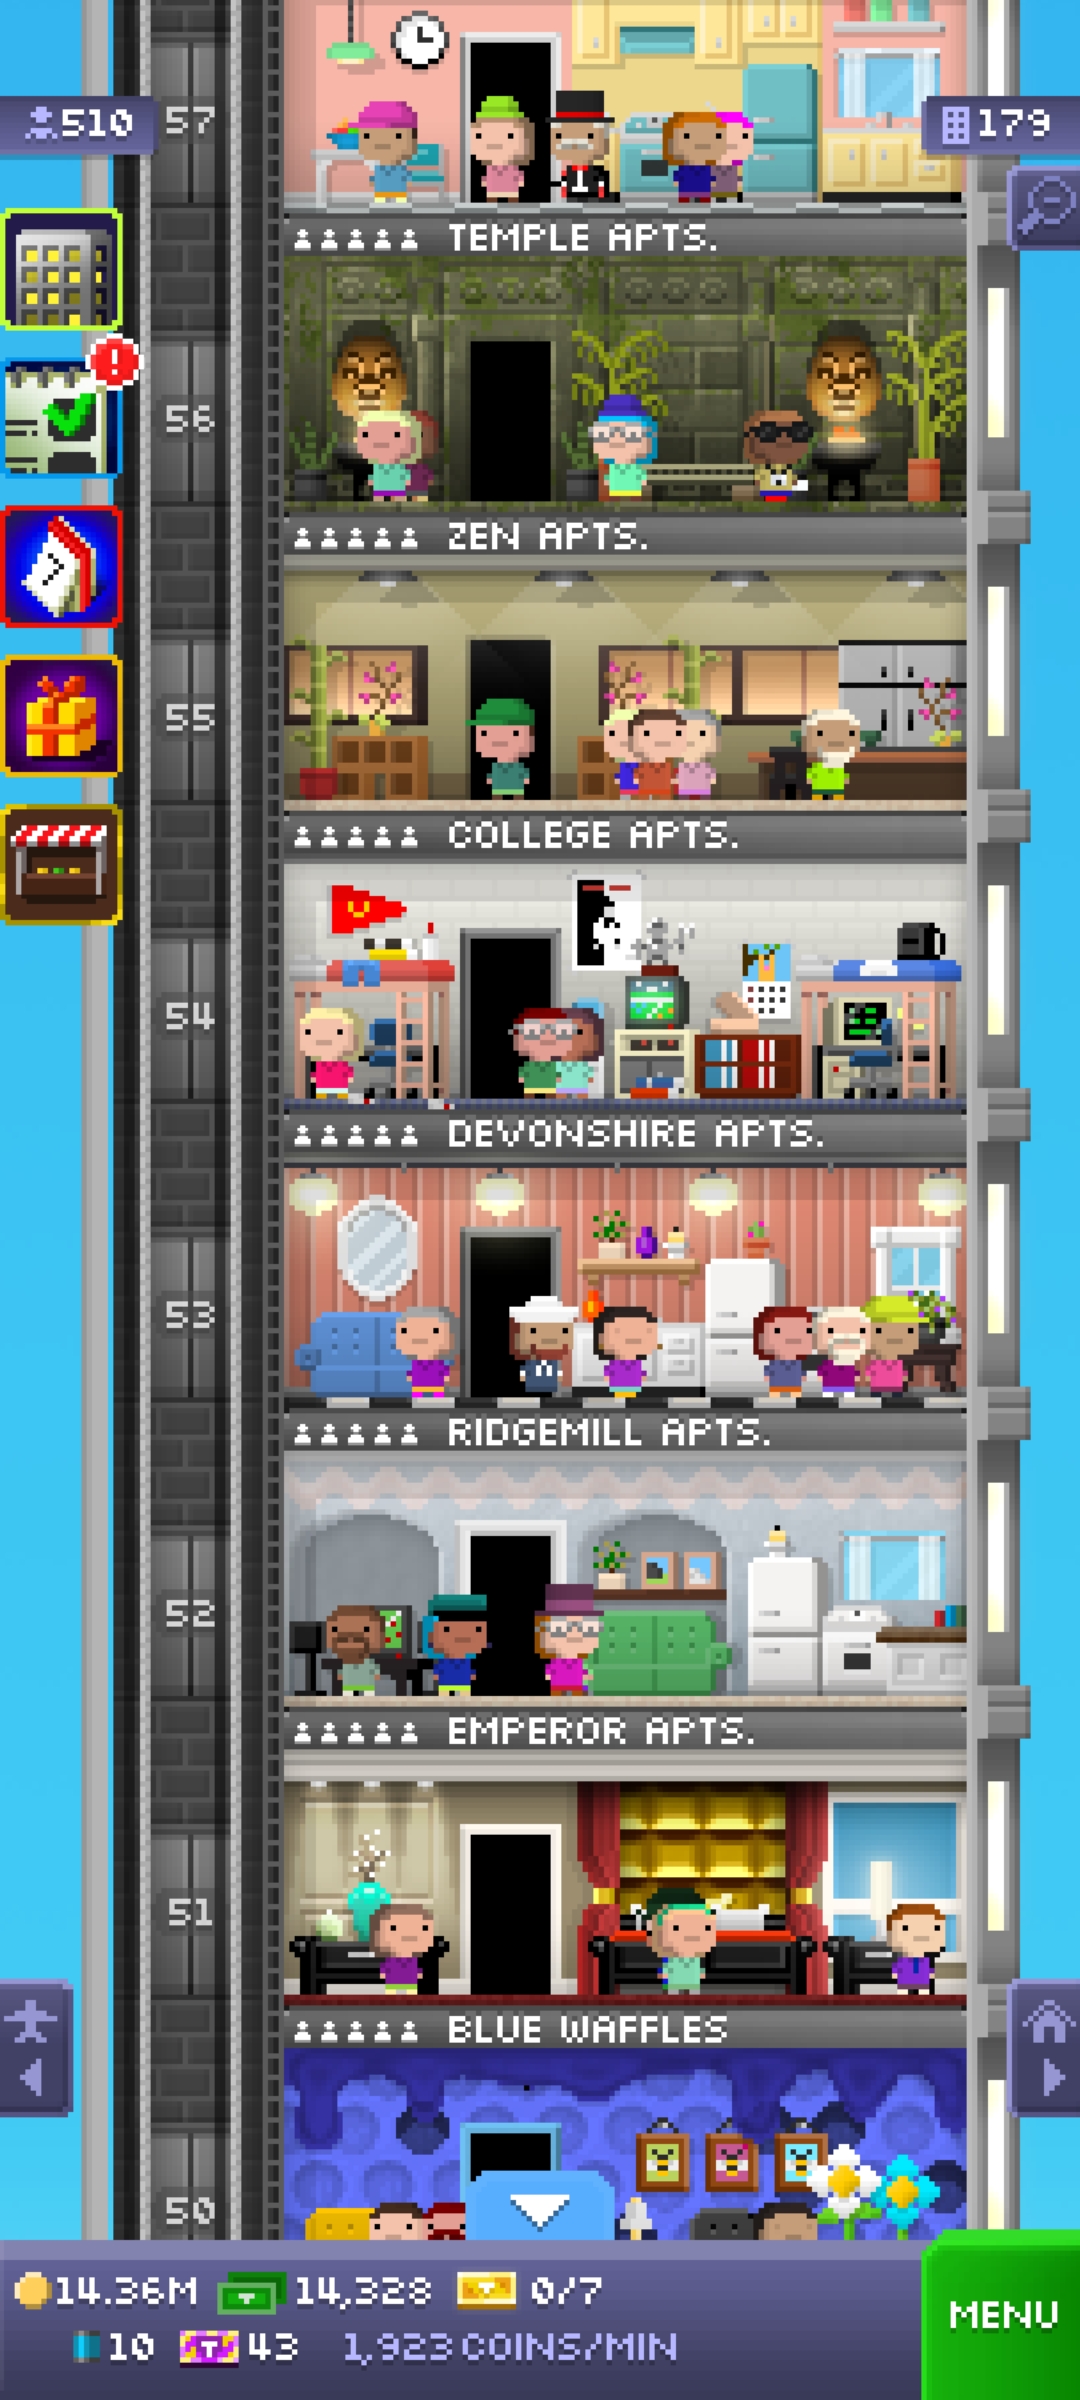 510
57
179
TEMPLE APTS.
56
ZEN APTS.
55
COLLEGE APTS.
54
DEVONSHIRE APTS.
53
RIDGEMILL APTS.
52
EMPEROR APTS.
51
BLUE WAFFLES
50
14.36M 14,328 0/7
10 43 1,923 COINS/MIN
MENU